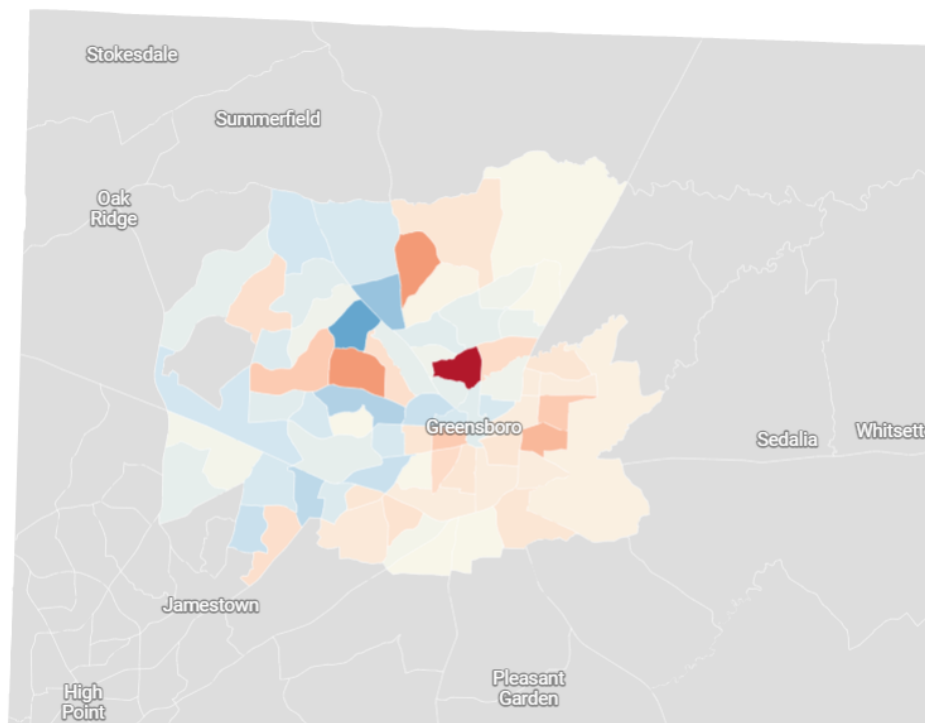 Stokesdale
Summerfield
Oak
Ridge
Greensboro
Sedalia
Whitsett
Jamestown
Pleasant
Garden
High
Point